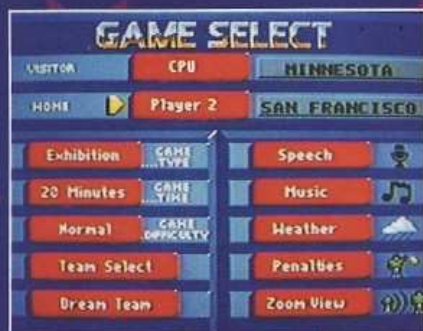 GAME SELECT
VISITOR CPU MINNESOTA
HOME Player 2 SAN FRANCISCO
Exhibition GAME ...TYPE Speech
20 Minutes GAME ...TIME Music
Normal GAME DIFFICULTY Weather
Team Select Penalties
Dream Team Zoom View